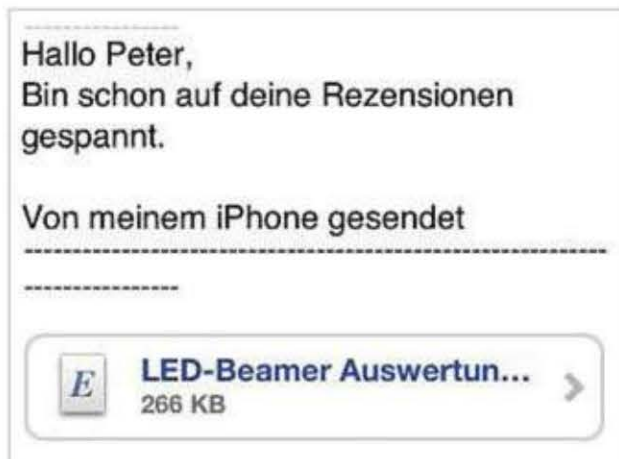 ----------------
Hallo Peter,
Bin schon auf deine Rezensionen
gespannt.
Von meinem iPhone gesendet
------------------------------------------------------------
----------------
E
LED-Beamer Auswertun...
266 KB